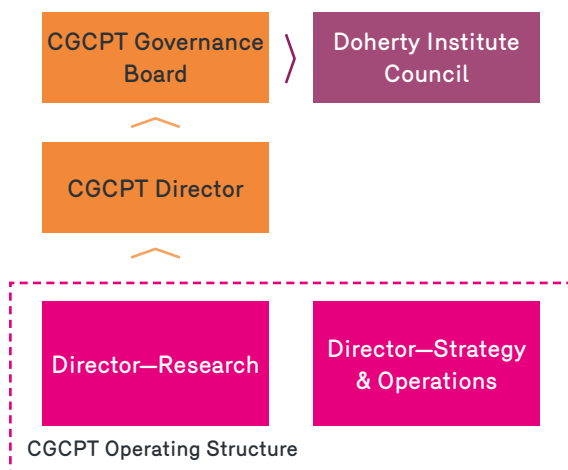 CGCPT Governance
Board
Doherty Institute
Council
CGCPT Director
Director—Research
Director—Strategy
& Operations
CGCPT Operating Structure